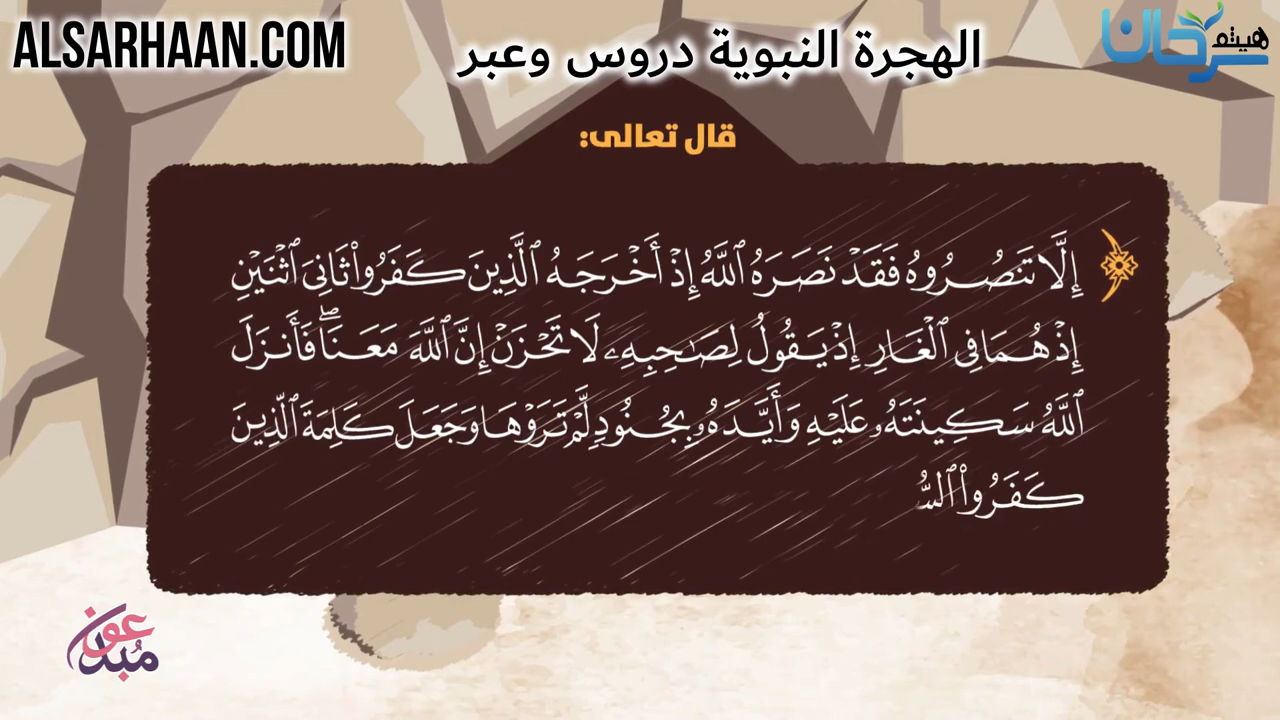 ALSARHAAN.COM
الهجرة النبوية دروس وعبر
هيثم سرحان
قال تعالى:
إِلَّا تَنصُرُوهُ فَقَدْ نَصَرَهُ ٱللَّهُ إِذْ أَخْرَجَهُ ٱلَّذِينَ كَفَرُوا۟ ثَانِىَ ٱثْنَيْنِ
إِذْ هُمَا فِى ٱلْغَارِ إِذْ يَقُولُ لِصَـٰحِبِهِۦ لَا تَحْزَنْ إِنَّ ٱللَّهَ مَعَنَا ۖ فَأَنزَلَ
ٱللَّهُ سَكِينَتَهُۥ عَلَيْهِ وَأَيَّدَهُۥ بِجُنُودٍ لَّمْ تَرَوْهَا وَجَعَلَ كَلِمَةَ ٱلَّذِينَ
كَفَرُوا۟ ٱلسُّ
مبدعون